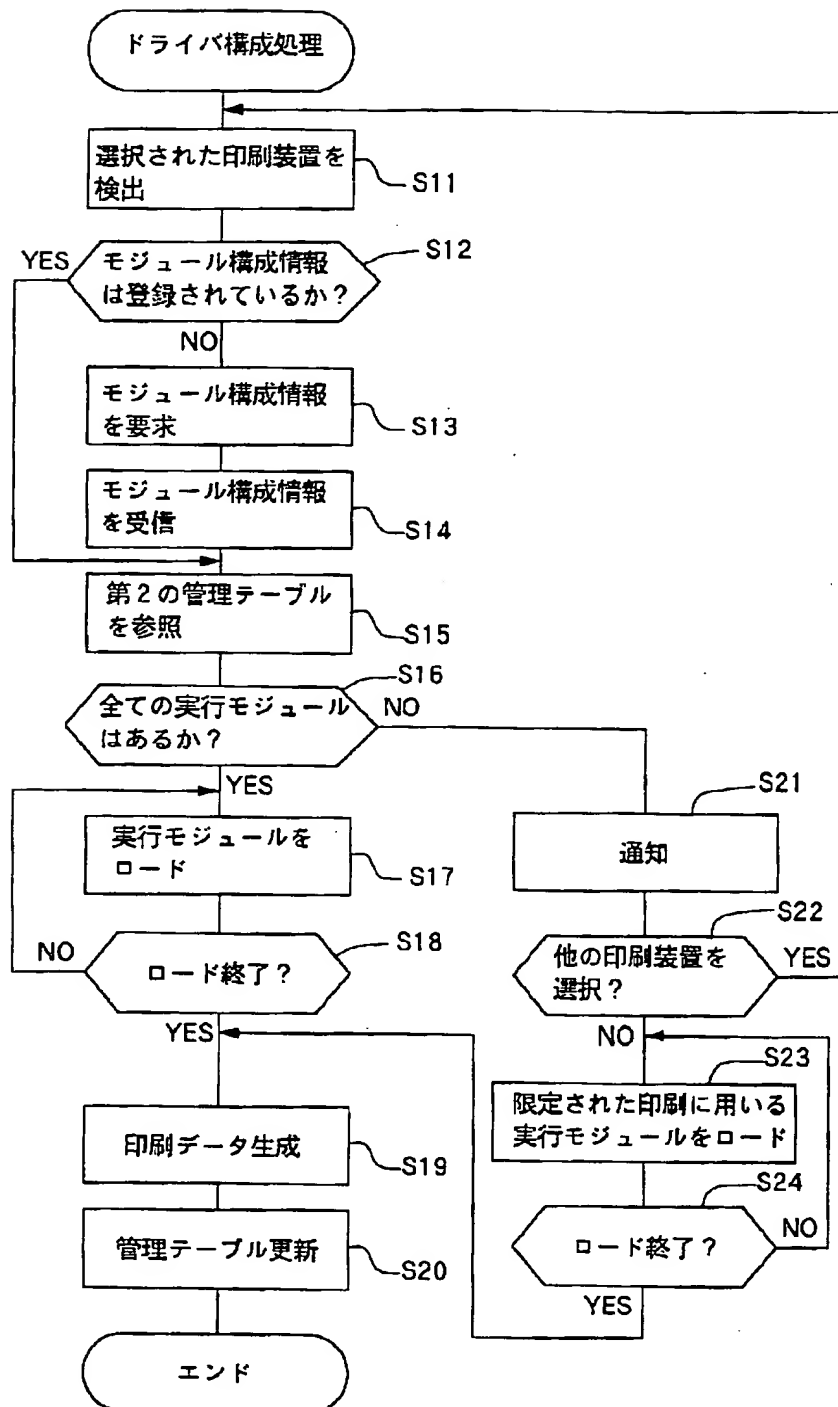 ドライバ構成処理
選択された印刷装置を
検出
S11
YES
モジュール構成情報
は登録されているか?
S12
NO
モジュール構成情報
を要求
S13
モジュール構成情報
を受信
S14
第2の管理テーブル
を参照
S15
全ての実行モジュール
はあるか?
S16
NO
YES
実行モジュールを
ロード
S17
NO
ロード終了?
S18
YES
印刷データ生成
S19
管理テーブル更新
S20
エンド
通知
S21
他の印刷装置を
選択?
S22
YES
NO
限定された印刷に用いる
実行モジュールをロード
S23
ロード終了?
S24
NO
YES